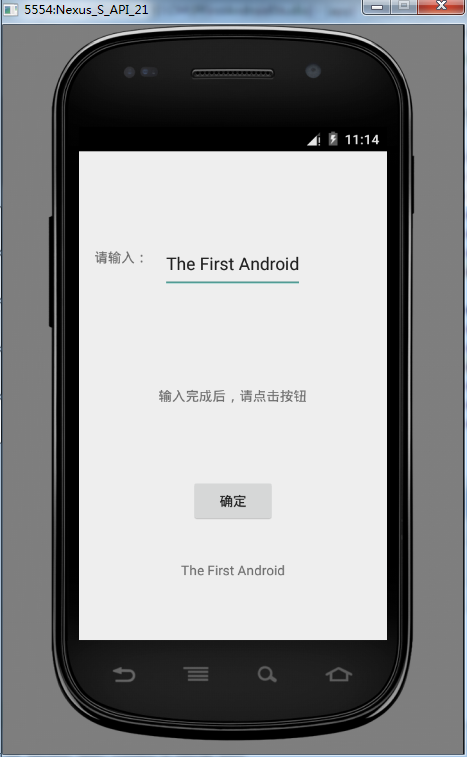 5554:Nexus_S_API_21
11:14
请输入：
The First Android
输入完成后，请点击按钮
确定
The First Android